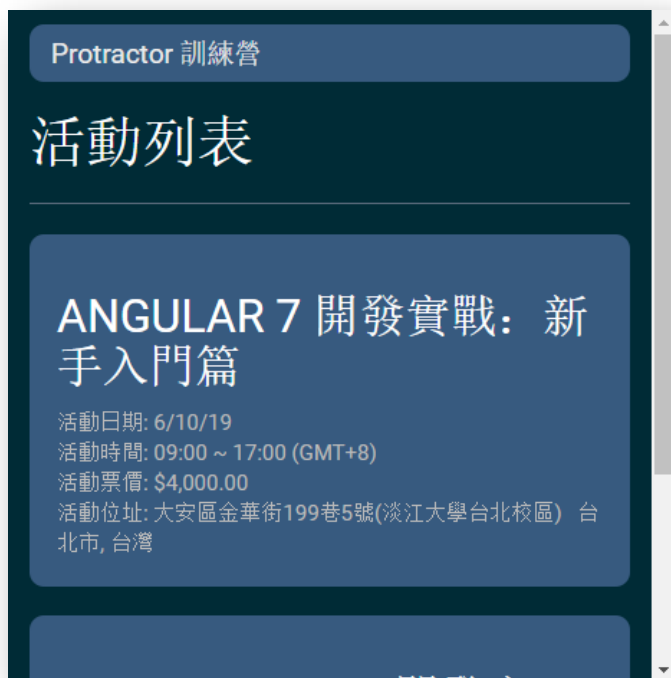 Protractor 訓練營
活動列表
ANGULAR 7 開發實戰：新
手入門篇
活動日期: 6/10/19
活動時間: 09:00 ~ 17:00 (GMT+8)
活動票價: $4,000.00
活動位址: 大安區金華街199巷5號(淡江大學台北校區) 台
北市, 台灣